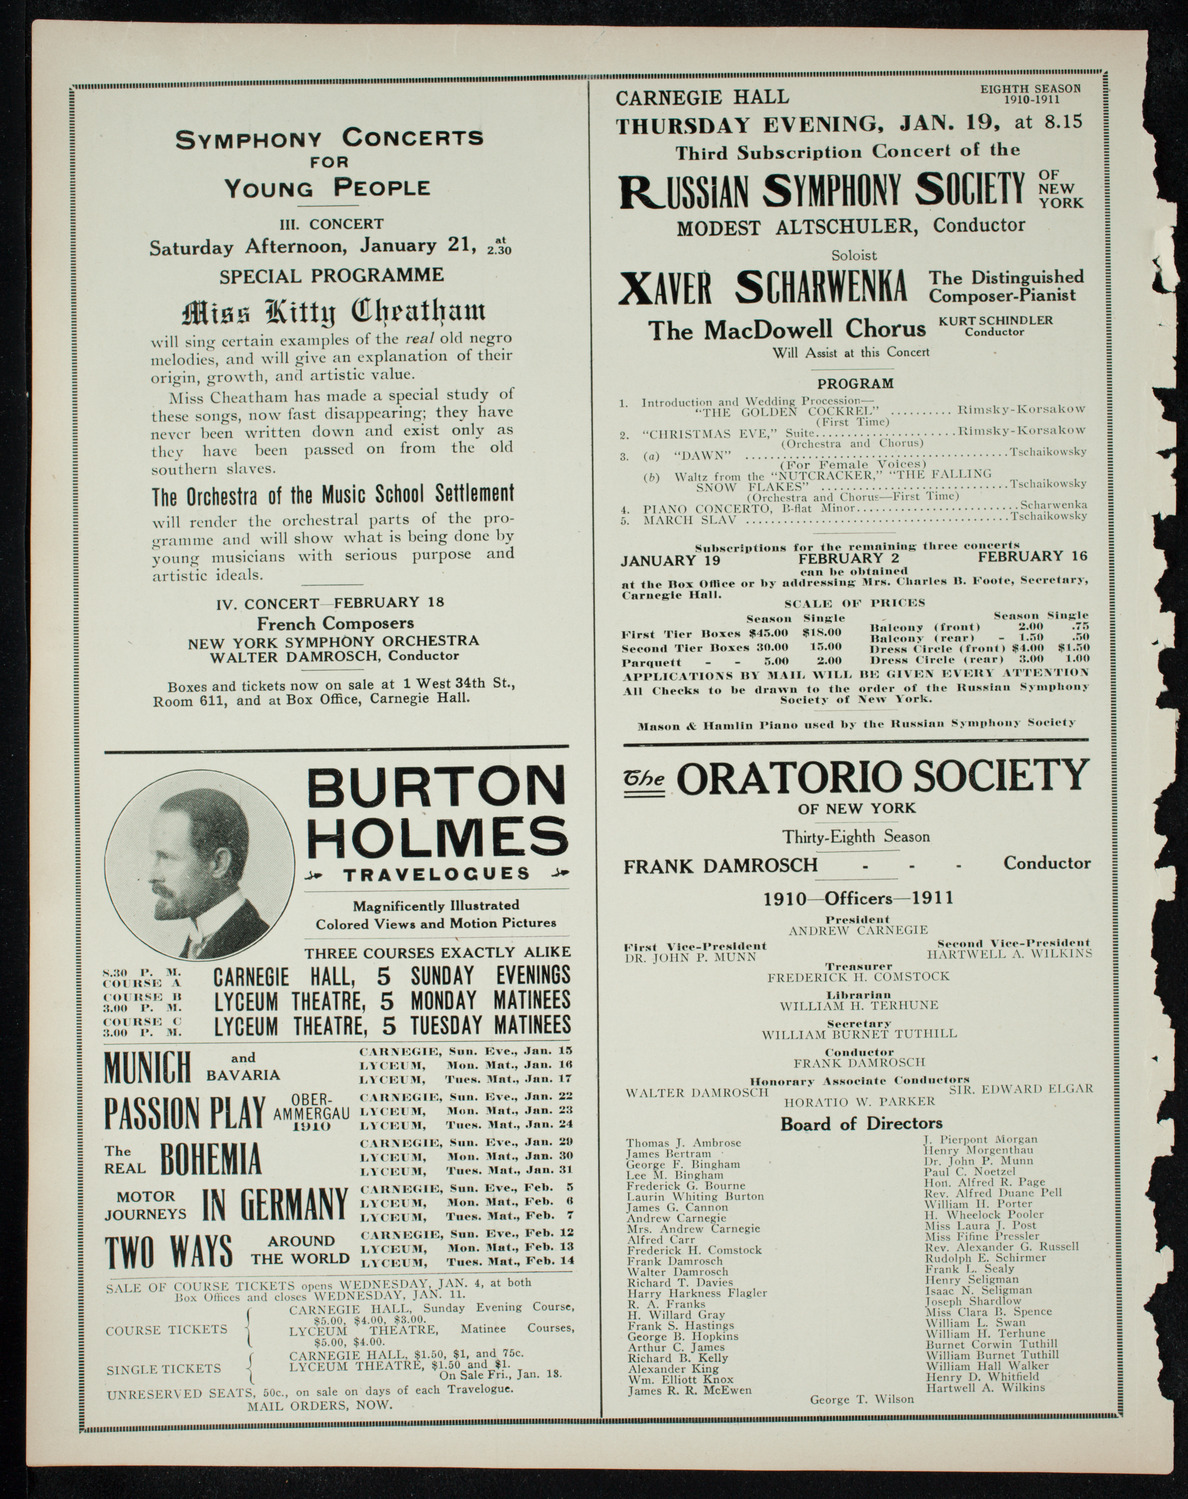 SYMPHONY CONCERTS
FOR
YOUNG PEOPLE
III. CONCERT
Saturday Afternoon, January 21, at 2.30
SPECIAL PROGRAMME
Miss Kitty Cheatham
will sing certain examples of the real old negro
melodies, and will give an explanation of their
origin, growth, and artistic value.
Miss Cheatham has made a special study of
these songs, now fast disappearing; they have
never been written down and exist only as
they have been passed on from the old
southern slaves.
The Orchestra of the Music School Settlement
will render the orchestral parts of the pro-
gramme and will show what is being done by
young musicians with serious purpose and
artistic ideals.
IV. CONCERT—FEBRUARY 18
French Composers
NEW YORK SYMPHONY ORCHESTRA
WALTER DAMROSCH, Conductor
Boxes and tickets now on sale at 1 West 34th St.,
Room 611, and at Box Office, Carnegie Hall.
BURTON
HOLMES
TRAVELOGUES
Magnificently Illustrated
Colored Views and Motion Pictures
THREE COURSES EXACTLY ALIKE
8.30 P. M.
COURSE A
CARNEGIE HALL, 5 SUNDAY EVENINGS
COURSE B
3.00 P. M.
LYCEUM THEATRE, 5 MONDAY MATINEES
COURSE C
3.00 P. M.
LYCEUM THEATRE, 5 TUESDAY MATINEES
MUNICH and BAVARIA
CARNEGIE, Sun. Eve., Jan. 15
LYCEUM, Mon. Mat., Jan. 16
LYCEUM, Tues. Mat., Jan. 17
PASSION PLAY OBER-AMMERGAU 1910
CARNEGIE, Sun. Eve., Jan. 22
LYCEUM, Mon. Mat., Jan. 23
LYCEUM, Tues. Mat., Jan. 24
The REAL BOHEMIA
CARNEGIE, Sun. Eve., Jan. 29
LYCEUM, Mon. Mat., Jan. 30
LYCEUM, Tues. Mat., Jan. 31
MOTOR JOURNEYS IN GERMANY
CARNEGIE, Sun. Eve., Feb. 5
LYCEUM, Mon. Mat., Feb. 6
LYCEUM, Tues. Mat., Feb. 7
TWO WAYS AROUND THE WORLD
CARNEGIE, Sun. Eve., Feb. 12
LYCEUM, Mon. Mat., Feb. 13
LYCEUM, Tues. Mat., Feb. 14
SALE OF COURSE TICKETS opens WEDNESDAY, JAN. 4, at both
Box Offices and closes WEDNESDAY, JAN. 11.
COURSE TICKETS
CARNEGIE HALL, Sunday Evening Course,
$5.00, $4.00, $3.00.
LYCEUM THEATRE, Matinee Courses,
$5.00, $4.00.
SINGLE TICKETS
CARNEGIE HALL, $1.50, $1, and 75c.
LYCEUM THEATRE, $1.50 and $1.
On Sale Fri., Jan. 13.
UNRESERVED SEATS, 50c., on sale on days of each Travelogue.
MAIL ORDERS, NOW.
CARNEGIE HALL
EIGHTH SEASON
1910-1911
THURSDAY EVENING, JAN. 19, at 8.15
Third Subscription Concert of the
RUSSIAN SYMPHONY SOCIETY OF NEW YORK
MODEST ALTSCHULER, Conductor
Soloist
XAVER SCHARWENKA The Distinguished Composer-Pianist
The MacDowell Chorus KURT SCHINDLER Conductor
Will Assist at this Concert
PROGRAM
1. Introduction and Wedding Procession—
"THE GOLDEN COCKREL" .......... Rimsky-Korsakow
(First Time)
2. "CHRISTMAS EVE," Suite.....................Rimsky-Korsakow
(Orchestra and Chorus)
3. (a) "DAWN" ........................................Tschaikowsky
(For Female Voices)
(b) Waltz from the "NUTCRACKER," "THE FALLING
SNOW FLAKES" .............................Tschaikowsky
(Orchestra and Chorus—First Time)
4. PIANO CONCERTO, B-flat Minor........................Scharwenka
5. MARCH SLAV .......................................Tschaikowsky
Subscriptions for the remaining three concerts
JANUARY 19 FEBRUARY 2 FEBRUARY 16
can be obtained
at the Box Office or by addressing Mrs. Charles B. Foote, Secretary,
Carnegie Hall.
SCALE OF PRICES
Season Single
First Tier Boxes $45.00 $18.00
Second Tier Boxes 30.00 15.00
Parquett - - 5.00 2.00
Season Single
Balcony (front) 2.00 .75
Balcony (rear) - 1.50 .50
Dress Circle (front) $4.00 $1.50
Dress Circle (rear) 3.00 1.00
APPLICATIONS BY MAIL WILL BE GIVEN EVERY ATTENTION
All Checks to be drawn to the order of the Russian Symphony
Society of New York.
Mason & Hamlin Piano used by the Russian Symphony Society
The ORATORIO SOCIETY
OF NEW YORK
Thirty-Eighth Season
FRANK DAMROSCH - - - Conductor
1910—Officers—1911
President
ANDREW CARNEGIE
First Vice-President
DR. JOHN P. MUNN
Second Vice-President
HARTWELL A. WILKINS
Treasurer
FREDERICK H. COMSTOCK
Librarian
WILLIAM H. TERHUNE
Secretary
WILLIAM BURNET TUTHILL
Conductor
FRANK DAMROSCH
Honorary Associate Conductors
WALTER DAMROSCH
SIR. EDWARD ELGAR
HORATIO W. PARKER
Board of Directors
Thomas J. Ambrose
James Bertram
George F. Bingham
Lee M. Bingham
Frederick G. Bourne
Laurin Whiting Burton
James G. Cannon
Andrew Carnegie
Mrs. Andrew Carnegie
Alfred Carr
Frederick H. Comstock
Frank Damrosch
Walter Damrosch
Richard T. Davies
Harry Harkness Flagler
R. A. Franks
H. Willard Gray
Frank S. Hastings
George B. Hopkins
Arthur C. James
Richard B. Kelly
Alexander King
Wm. Elliott Knox
James R. R. McEwen
J. Pierpont Morgan
Henry Morgenthau
Dr. John P. Munn
Paul C. Noetzel
Hon. Alfred R. Page
Rev. Alfred Duane Pell
William H. Porter
H. Wheelock Pooler
Miss Laura J. Post
Miss Fifine Pressler
Rev. Alexander G. Russell
Rudolph E. Schirmer
Frank L. Sealy
Henry Seligman
Isaac N. Seligman
Joseph Shardlow
Miss Clara B. Spence
William L. Swan
William H. Terhune
Burnet Corwin Tuthill
William Burnet Tuthill
William Hall Walker
Henry D. Whitfield
Hartwell A. Wilkins
George T. Wilson